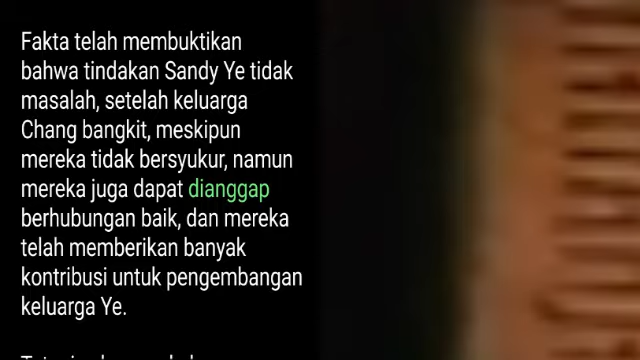 Fakta telah membuktikan
bahwa tindakan Sandy Ye tidak
masalah, setelah keluarga
Chang bangkit, meskipun
mereka tidak bersyukur, namun
mereka juga dapat dianggap
berhubungan baik, dan mereka
telah memberikan banyak
kontribusi untuk pengembangan
keluarga Ye.